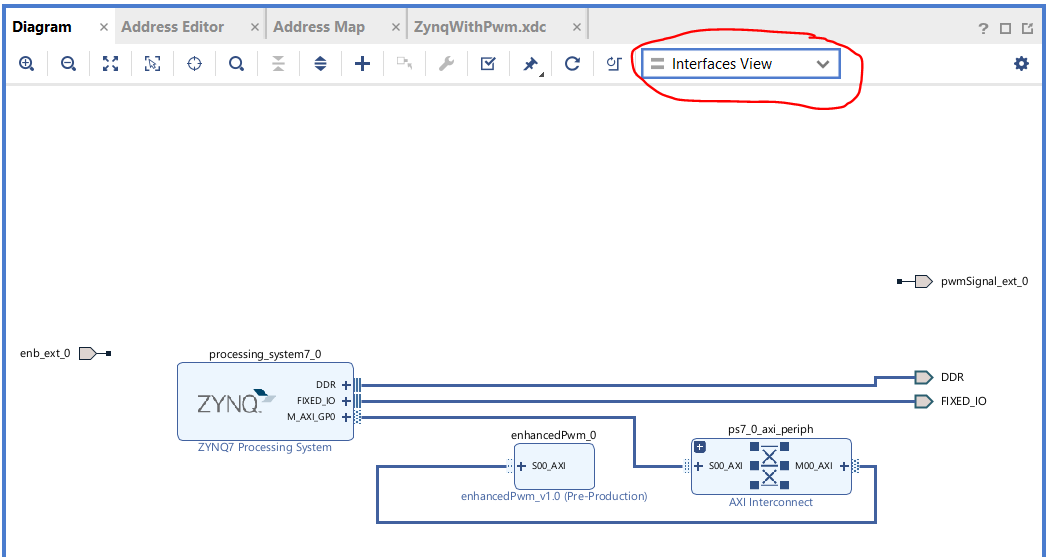 Diagram × Address Editor × Address Map × ZynqWithPwm.xdc ×
?
Interfaces View
pwmSignal_ext_0
enb_ext_0
processing_system7_0
ZYNQ
DDR
FIXED_IO
M_AXI_GP0
ZYNQ7 Processing System
DDR
FIXED_IO
enhancedPwm_0
S00_AXI
enhancedPwm_v1.0 (Pre-Production)
ps7_0_axi_periph
S00_AXI M00_AXI
AXI Interconnect